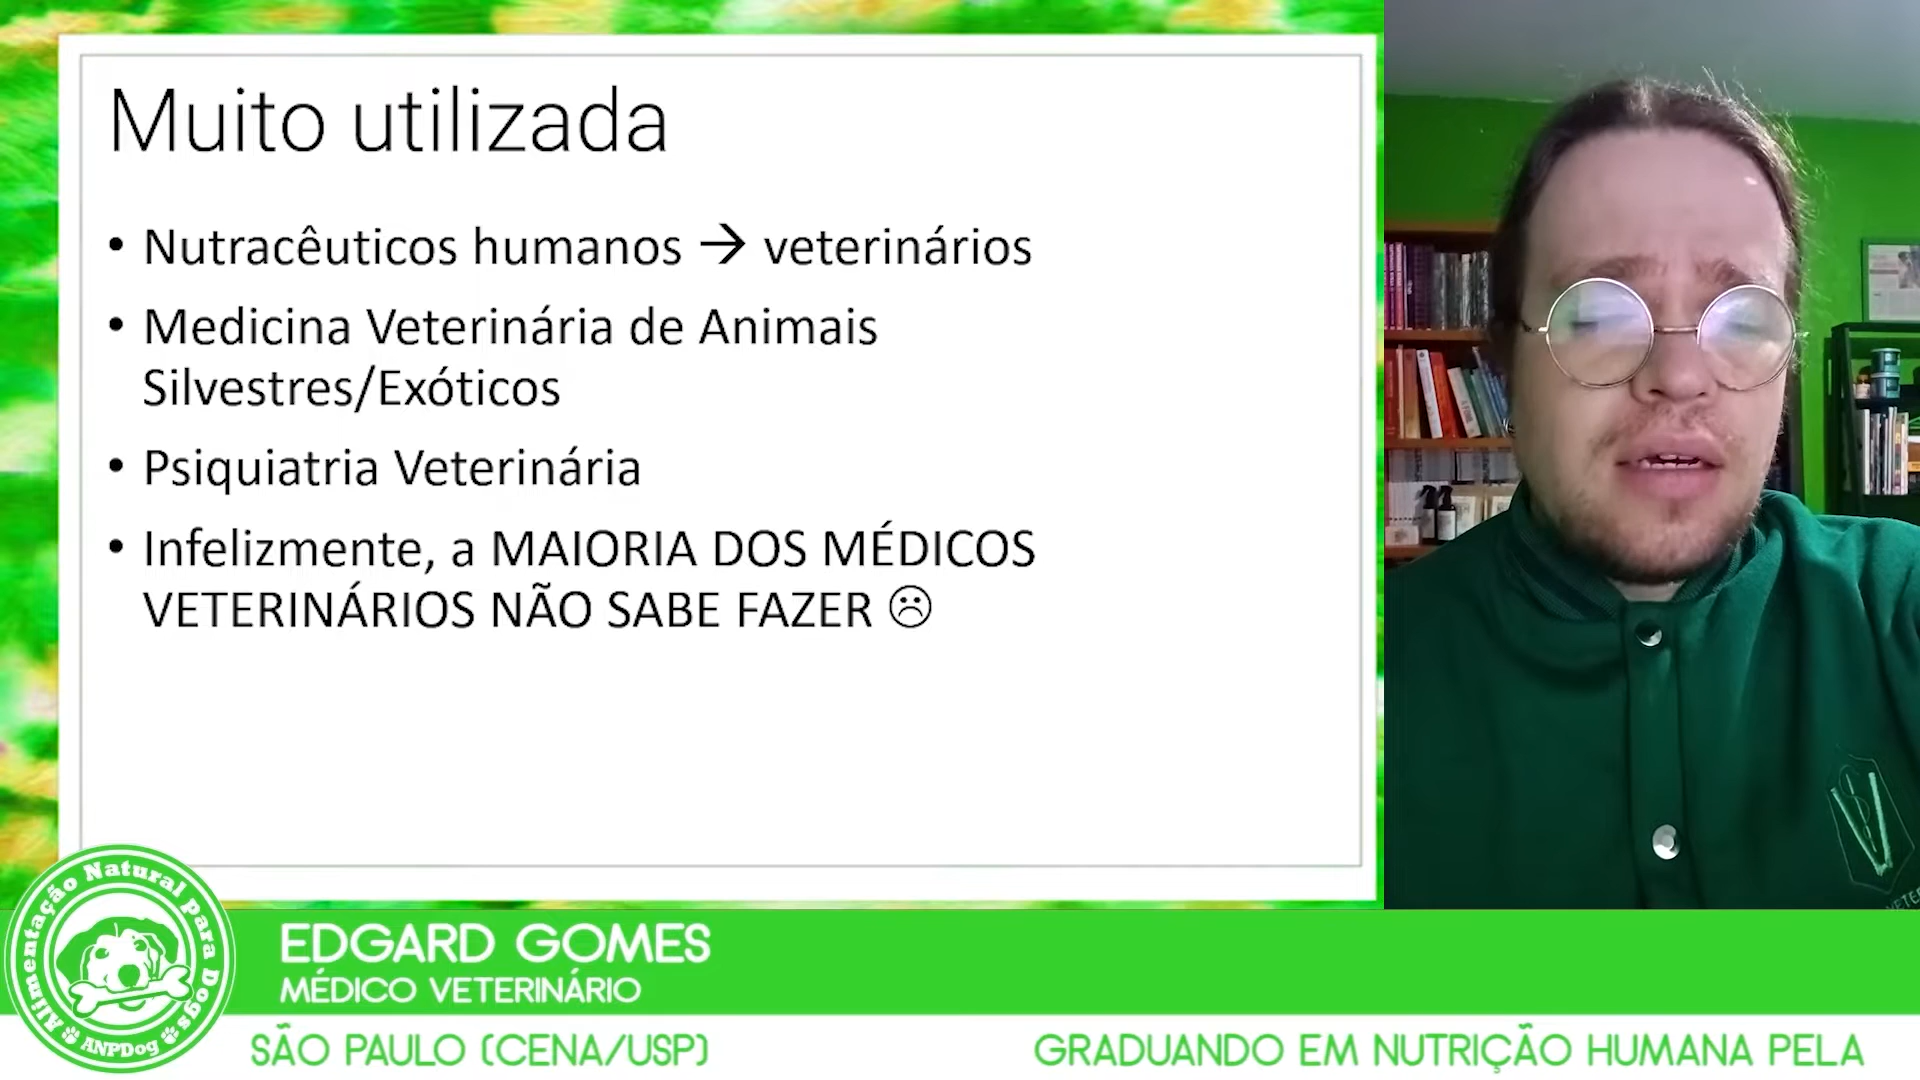 Muito utilizada
• Nutracêuticos humanos → veterinários
• Medicina Veterinária de Animais
Silvestres/Exóticos
• Psiquiatria Veterinária
• Infelizmente, a MAIORIA DOS MÉDICOS
VETERINÁRIOS NÃO SABE FAZER ☹
Alimentação Natural para Dogs
ANPDog
EDGARD GOMES
MÉDICO VETERINÁRIO
SÃO PAULO (CENA/USP)
GRADUANDO EM NUTRIÇÃO HUMANA PELA